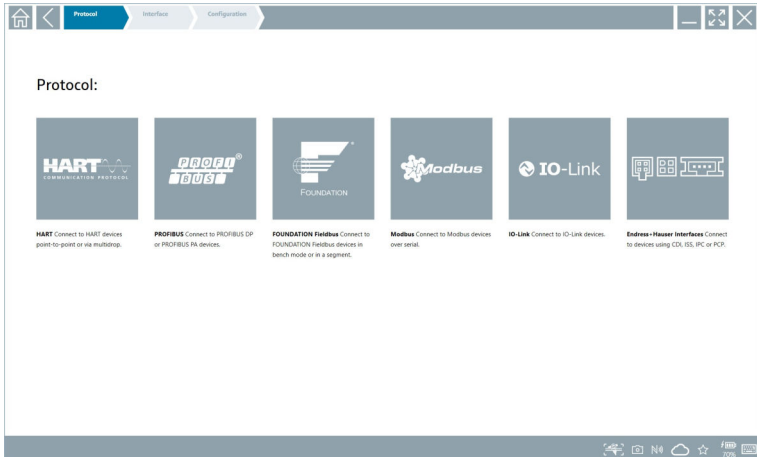 Protocol
Interface
Configuration
Protocol:
HART
COMMUNICATION PROTOCOL
PROFI
BUS
FOUNDATION
Modbus
IO-Link
HART Connect to HART devices
point-to-point or via multidrop.
PROFIBUS Connect to PROFIBUS DP
or PROFIBUS PA devices.
FOUNDATION Fieldbus Connect to
FOUNDATION Fieldbus devices in
bench mode or in a segment.
Modbus Connect to Modbus devices
over serial.
IO-Link Connect to IO-Link devices.
Endress+Hauser Interfaces Connect
to devices using CDI, ISS, IPC or PCP.
70%